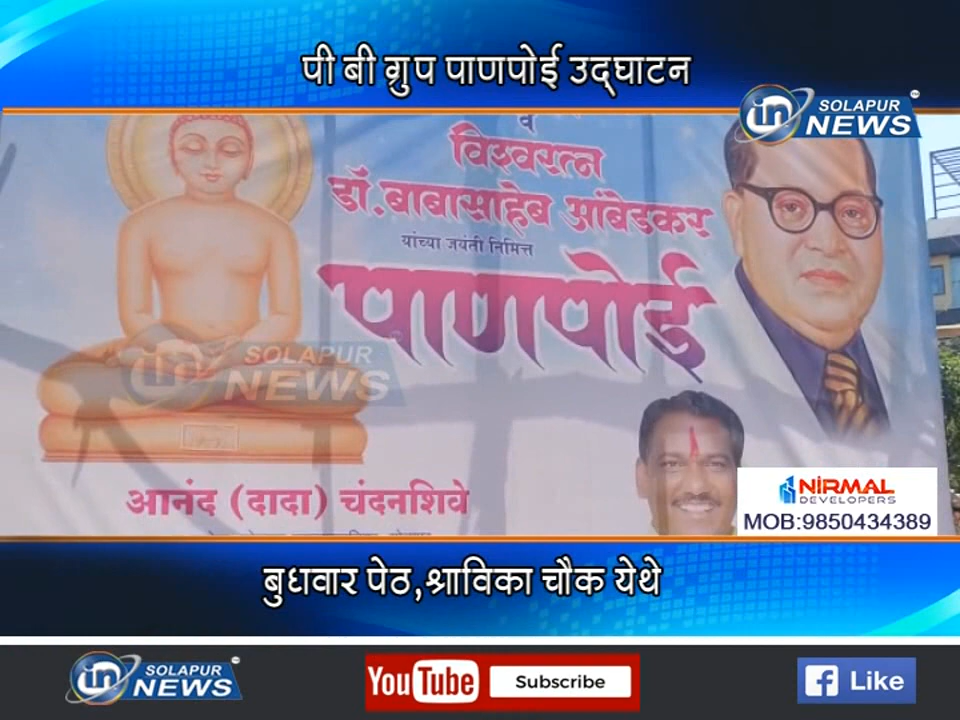 पी बी ग्रुप पाणपोई उद्घाटन
in SOLAPUR NEWS
व
विश्वरत्न
डॉ.बाबासाहेब आंबेडकर
यांच्या जयंती निमित्त
पाणपोई
in SOLAPUR NEWS
आनंद (दादा) चंदनशिवे
NIRMAL
DEVELOPERS
MOB:9850434389
बुधवार पेठ,श्राविका चौक येथे
in SOLAPUR NEWS
YouTube Subscribe
f Like